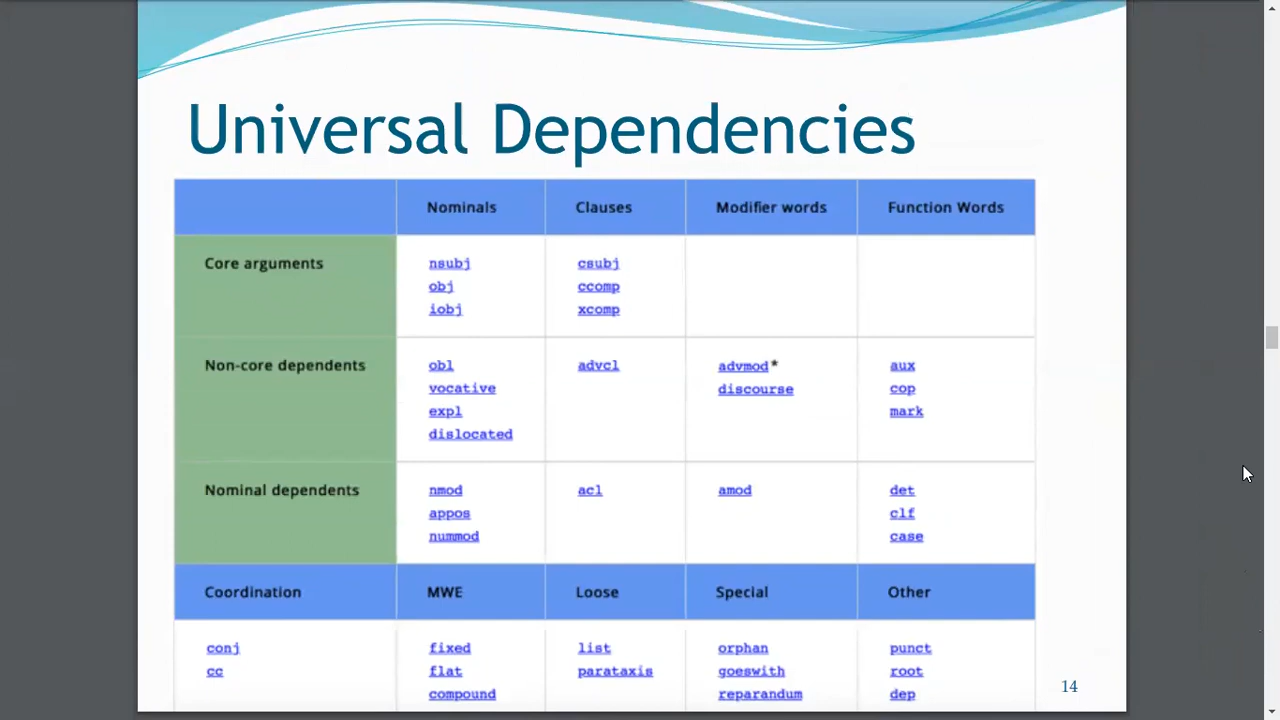 Universal Dependencies
Nominals Clauses Modifier words Function Words
Core arguments nsubj csubj
obj ccomp
iobj xcomp
Non-core dependents obl advcl advmod* aux
vocative discourse cop
expl mark
dislocated
Nominal dependents nmod acl amod det
appos clf
nummod case
Coordination MWE Loose Special Other
conj fixed list orphan punct
cc flat parataxis goeswith root
compound reparandum dep
14